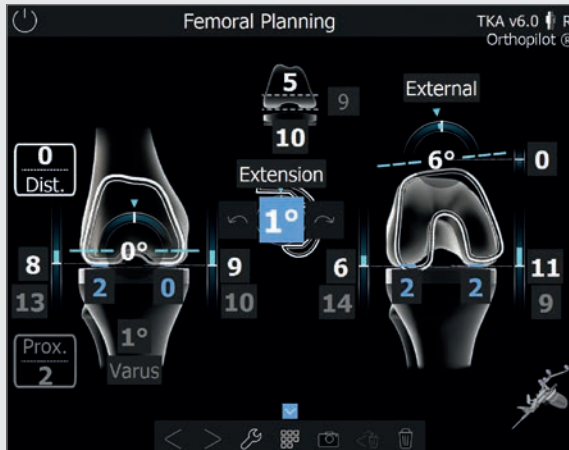 Femoral Planning
TKA v6.0 R
Orthopilot ®
5
9
10
External
6°
0
0
Dist.
Extension
1°
0°
8
13
9
10
2
0
6
14
11
9
2
2
1°
Varus
Prox.
2